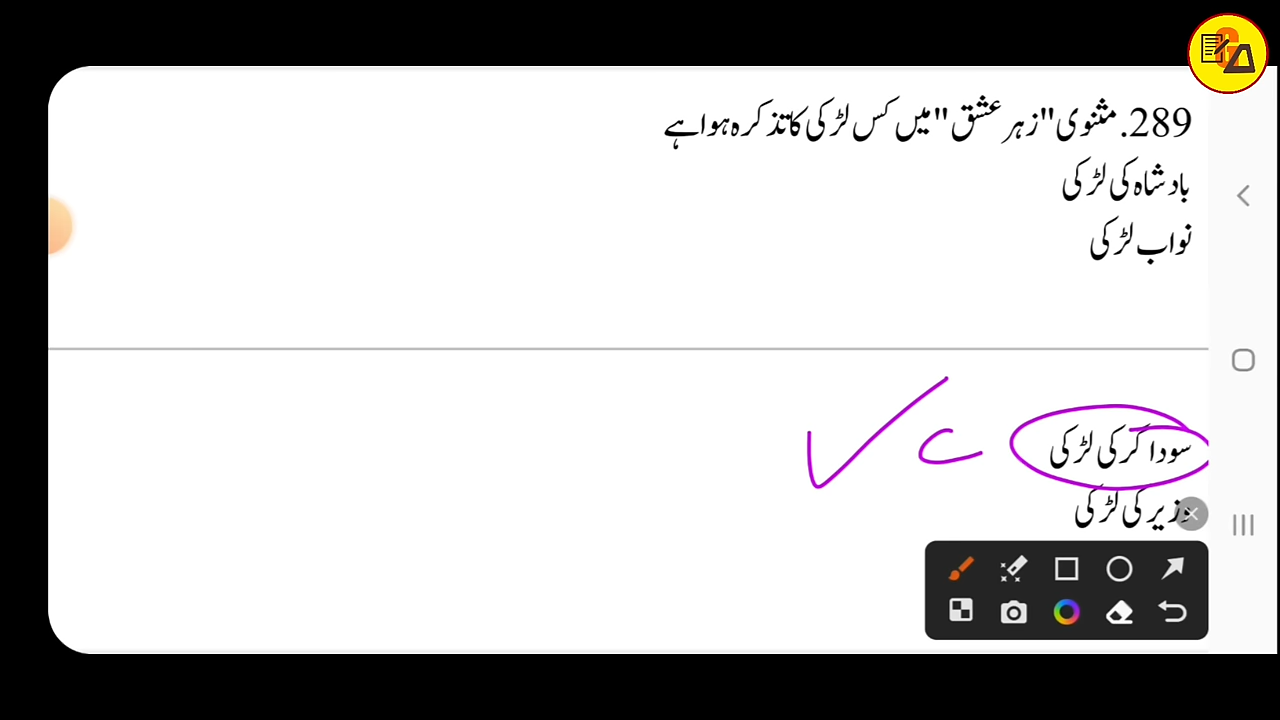 289. مثنوی "زہر عشق" میں کس لڑکی کا تذکرہ ہوا ہے
بادشاہ کی لڑکی
نواب لڑکی
سوداگر کی لڑکی
C
وزیر کی لڑکی